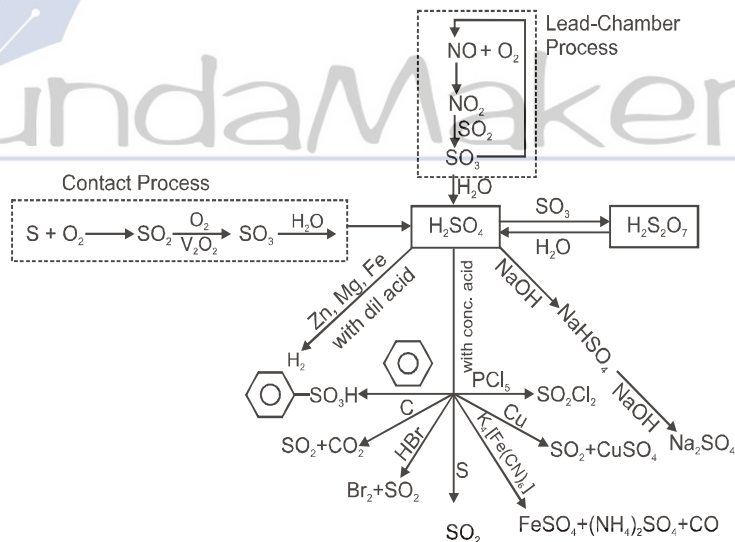 Lead-Chamber
Process
NO + O₂
NO₂
SO₂
SO₃
H₂O
undaMaker
Contact Process
S + O₂ → SO₂ O₂ V₂O₅ → SO₃ H₂O →
H₂SO₄
SO₃
H₂O
H₂S₂O₇
Zn, Mg, Fe
with dil acid
H₂
with conc. acid
NaOH
NaHSO₄
NaOH
Na₂SO₄
SO₃H
PCl₅
SO₂Cl₂
C
SO₂+CO₂
HBr
Br₂+SO₂
S
SO₂
Cu
SO₂+CuSO₄
K₄[Fe(CN)₆]
FeSO₄+(NH₄)₂SO₄+CO